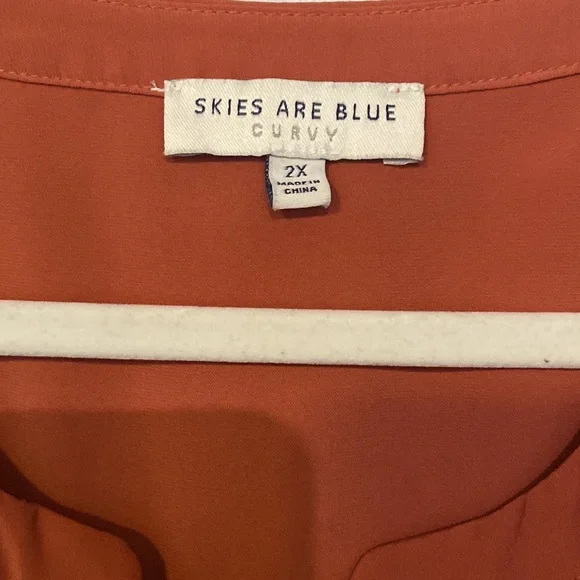 SKIES ARE BLUE
CURVY
2X
MADE IN
CHINA